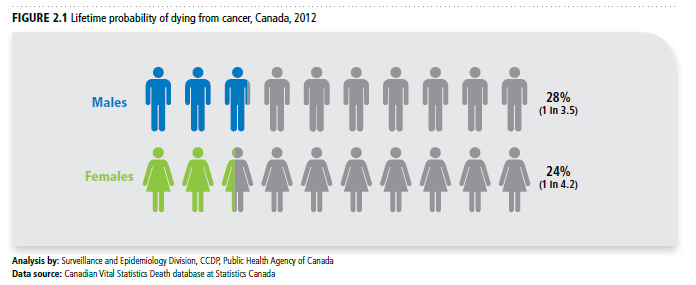 FIGURE 2.1 Lifetime probability of dying from cancer, Canada, 2012
Males
28%
(1 in 3.5)
Females
24%
(1 in 4.2)
Analysis by: Surveillance and Epidemiology Division, CCDP, Public Health Agency of Canada
Data source: Canadian Vital Statistics Death database at Statistics Canada